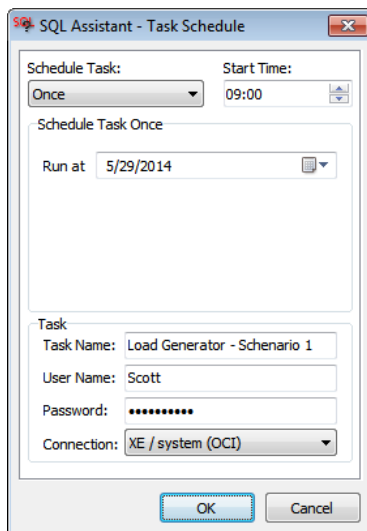 SQL SQL Assistant - Task Schedule
Schedule Task: Start Time:
Once 09:00
Schedule Task Once
Run at 5/29/2014
Task
Task Name: Load Generator - Schenario 1
User Name: Scott
Password: ••••••••••
Connection: XE / system (OCI)
OK Cancel